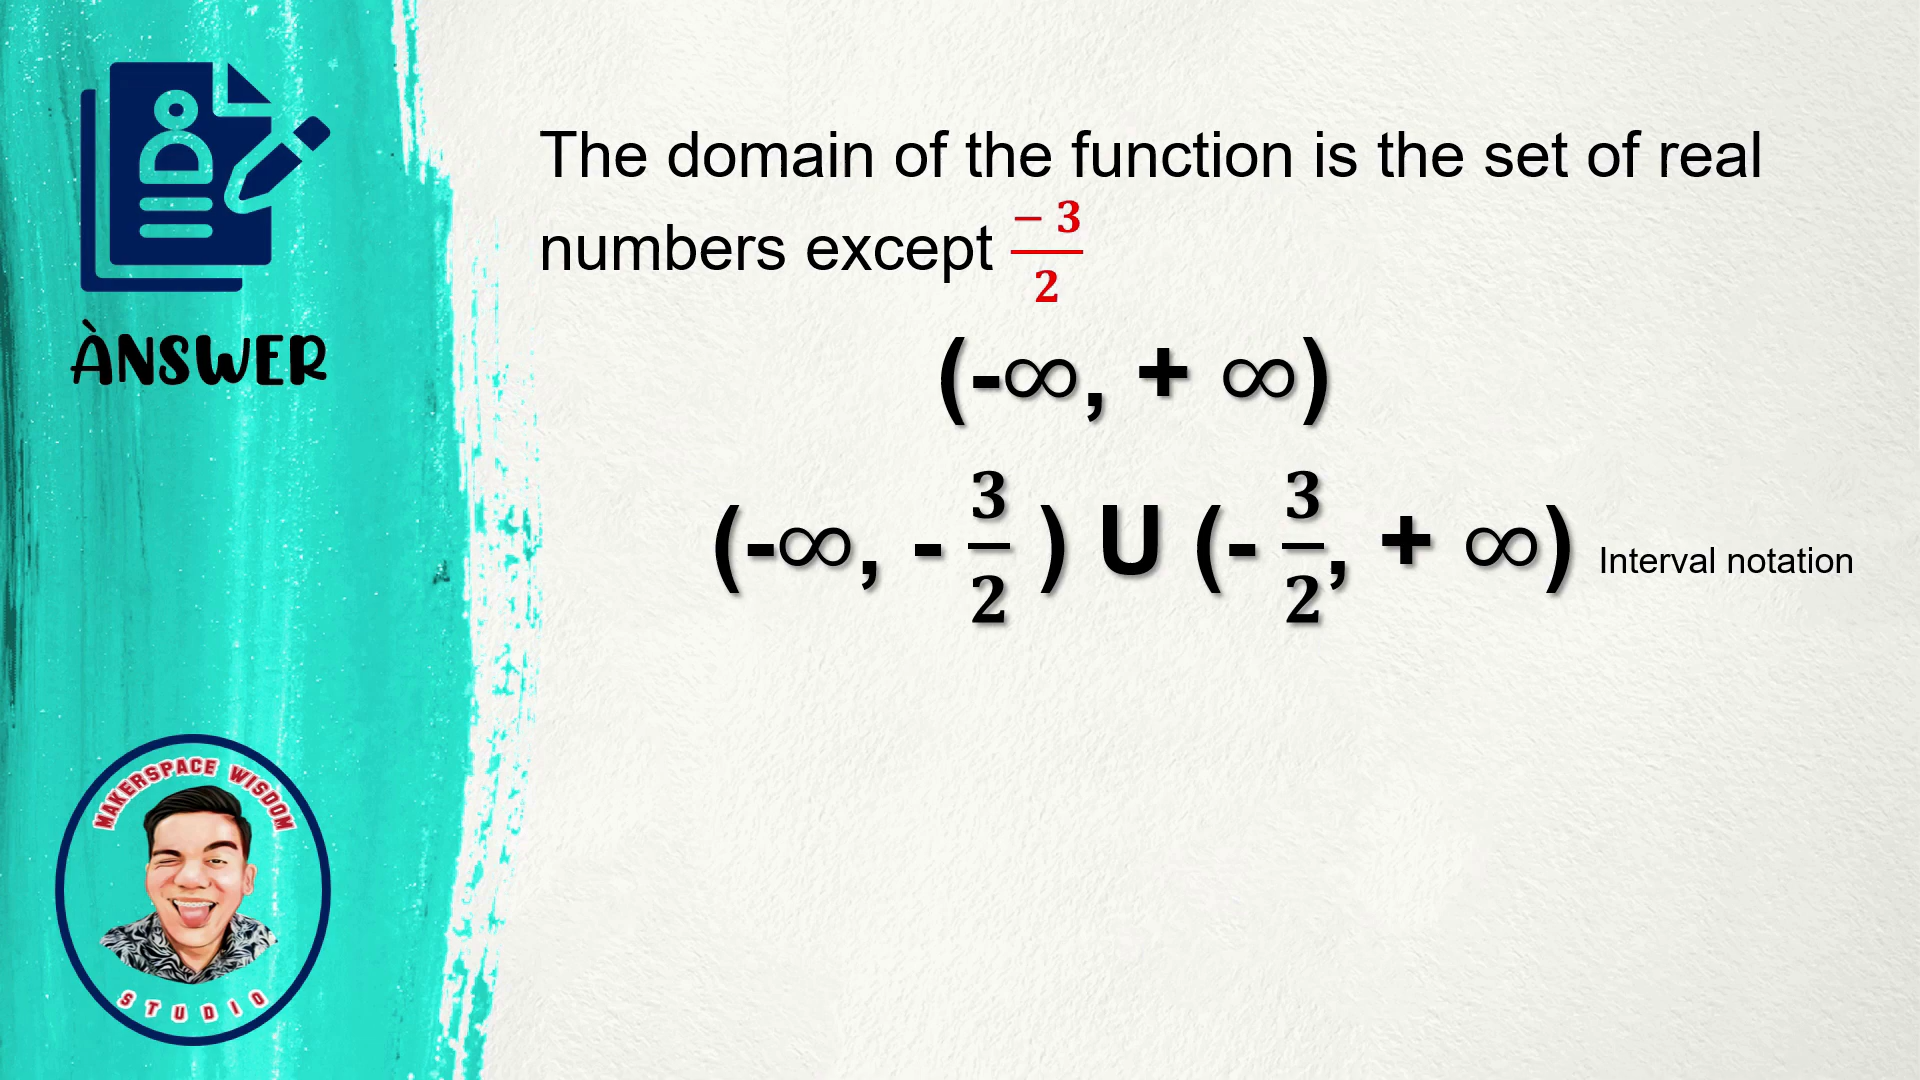 ÀNSWER
The domain of the function is the set of real
numbers except − 3/2
(-∞, + ∞)
(-∞, - 3/2 ) U (- 3/2, + ∞) Interval notation
MAKERSPACE WISDOM
STUDIO